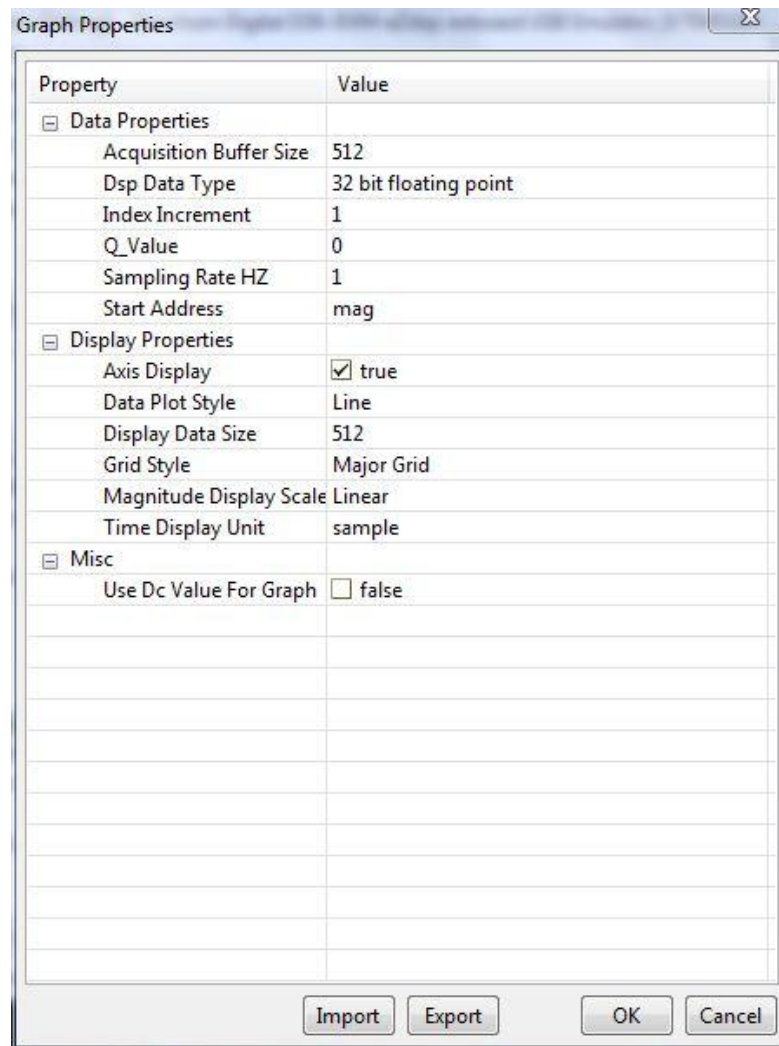 Graph Properties
Property Value
Data Properties
Acquisition Buffer Size 512
Dsp Data Type 32 bit floating point
Index Increment 1
Q_Value 0
Sampling Rate HZ 1
Start Address mag
Display Properties
Axis Display true
Data Plot Style Line
Display Data Size 512
Grid Style Major Grid
Magnitude Display Scale Linear
Time Display Unit sample
Misc
Use Dc Value For Graph false
Import Export OK Cancel